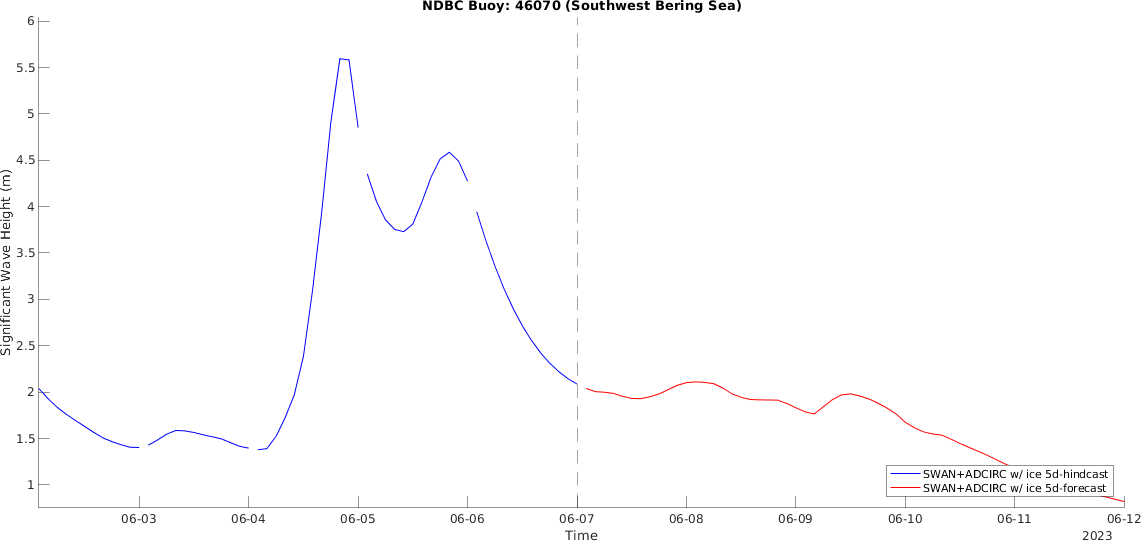 NDBC Buoy: 46070 (Southwest Bering Sea)
6
5.5
5
4.5
4
3.5
3
2.5
2
1.5
1
Significant Wave Height (m)
SWAN+ADCIRC w/ ice 5d-hindcast
SWAN+ADCIRC w/ ice 5d-forecast
06-03 06-04 06-05 06-06 06-07 06-08 06-09 06-10 06-11 06-12
Time
2023